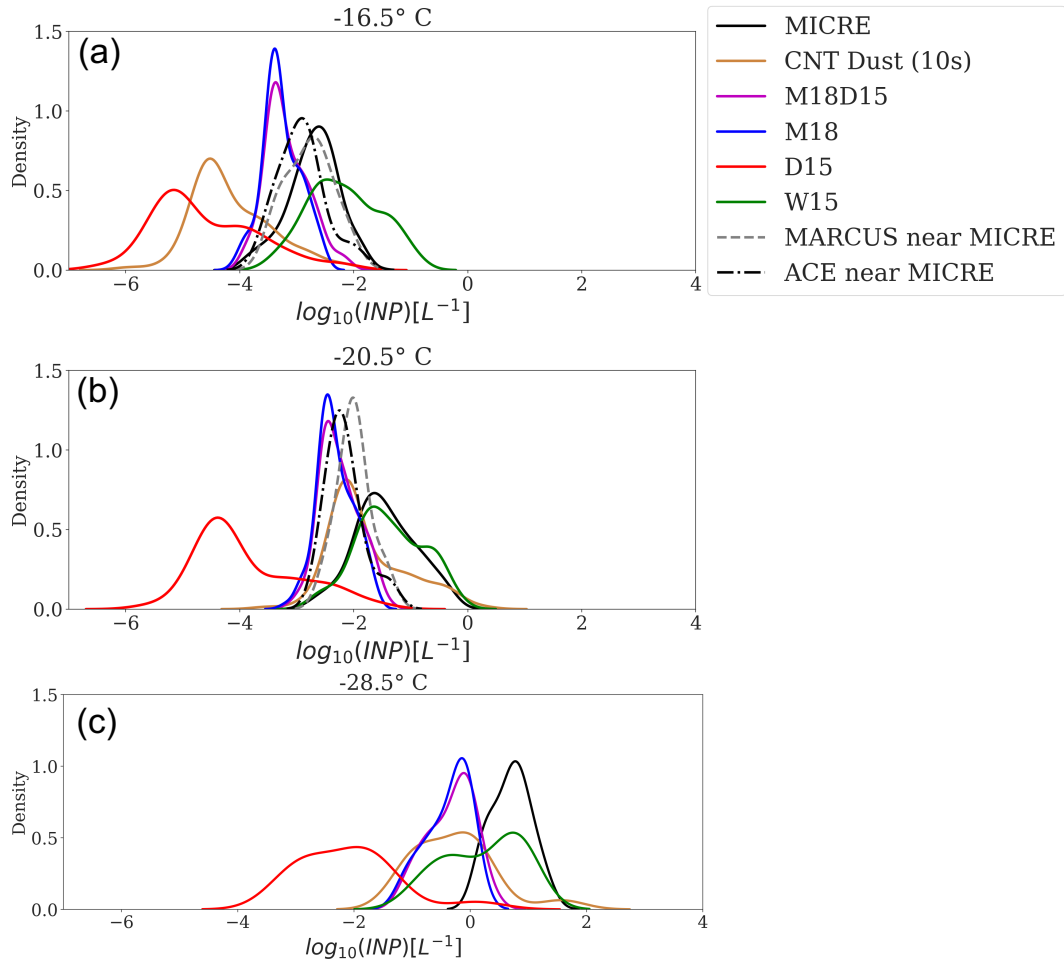 -16.5° C
(a)
1.5
1.0
0.5
0.0
Density
−6 −4 −2 0 2 4
log10(INP)[L−1]
MICRE
CNT Dust (10s)
M18D15
M18
D15
W15
MARCUS near MICRE
ACE near MICRE
-20.5° C
(b)
1.5
1.0
0.5
0.0
Density
−6 −4 −2 0 2 4
log10(INP)[L−1]
-28.5° C
(c)
1.5
1.0
0.5
0.0
Density
−6 −4 −2 0 2 4
log10(INP)[L−1]